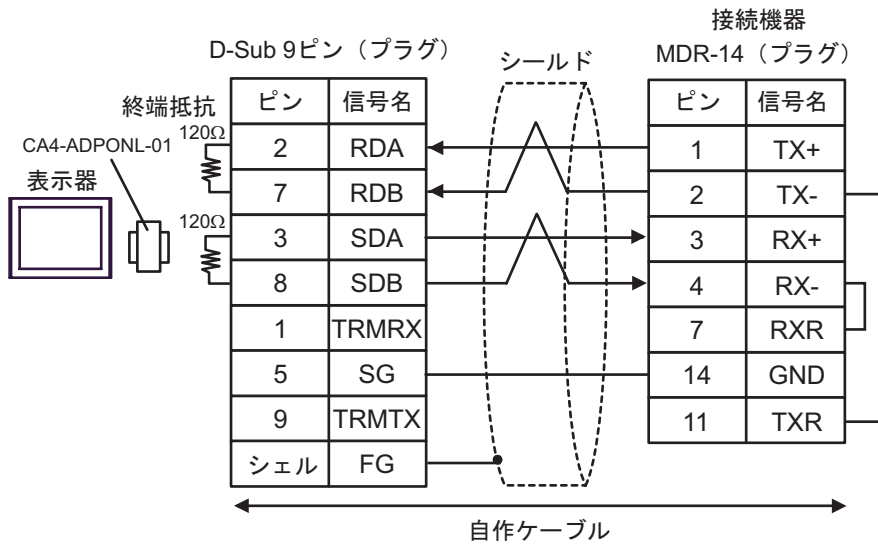 接続機器
D-Sub 9ピン（プラグ）
シールド
MDR-14（プラグ）
終端抵抗
CA4-ADPONL-01
表示器
120Ω
120Ω
ピン 信号名
2 RDA
7 RDB
3 SDA
8 SDB
1 TRMRX
5 SG
9 TRMTX
シェル FG
ピン 信号名
1 TX+
2 TX-
3 RX+
4 RX-
7 RXR
14 GND
11 TXR
自作ケーブル